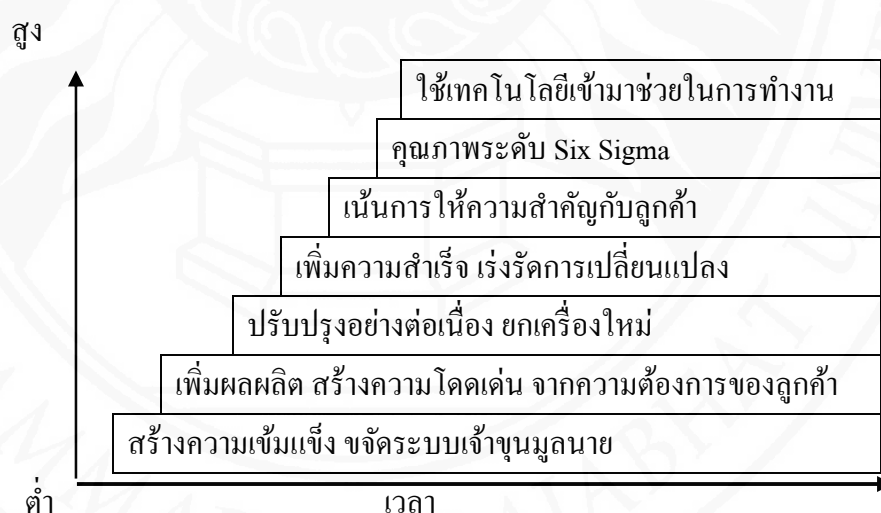 สูง
ใช้เทคโนโลยีเข้ามาช่วยในการทำงาน
คุณภาพระดับ Six Sigma
เน้นการให้ความสำคัญกับลูกค้า
เพิ่มความสำเร็จ เร่งรัดการเปลี่ยนแปลง
ปรับปรุงอย่างต่อเนื่อง ยกเครื่องใหม่
เพิ่มผลผลิต สร้างความโดดเด่น จากความต้องการของลูกค้า
สร้างความเข้มแข็ง ขจัดระบบเจ้าขุนมูลนาย
ต่ำ เวลา